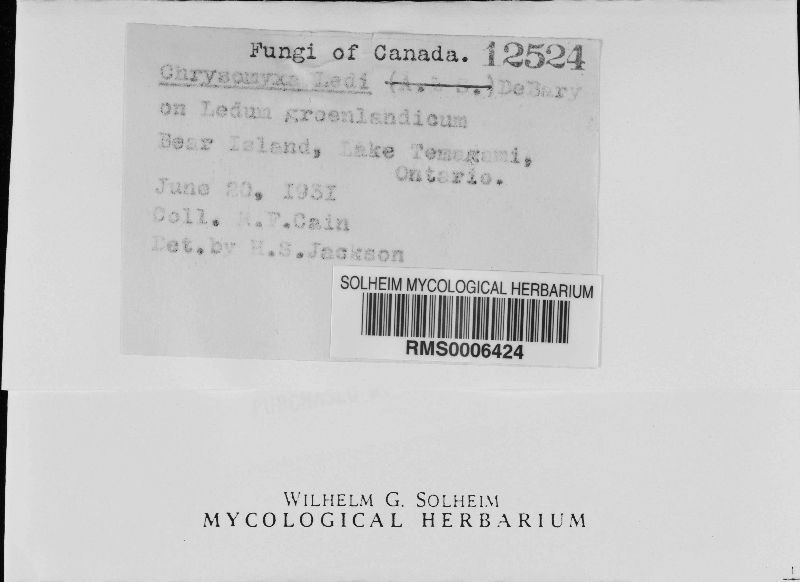 Fungi of Canada. 12524
Chrysomyxa Ledi (A.& S.) DeBary
on Ledum groenlandicum
Bear Island, Lake Temagami,
Ontario.
June 20, 1931
Coll. R.F.Cain
Det.by H.S.Jackson
SOLHEIM MYCOLOGICAL HERBARIUM
RMS0006424
WILHELM G. SOLHEIM
MYCOLOGICAL HERBARIUM